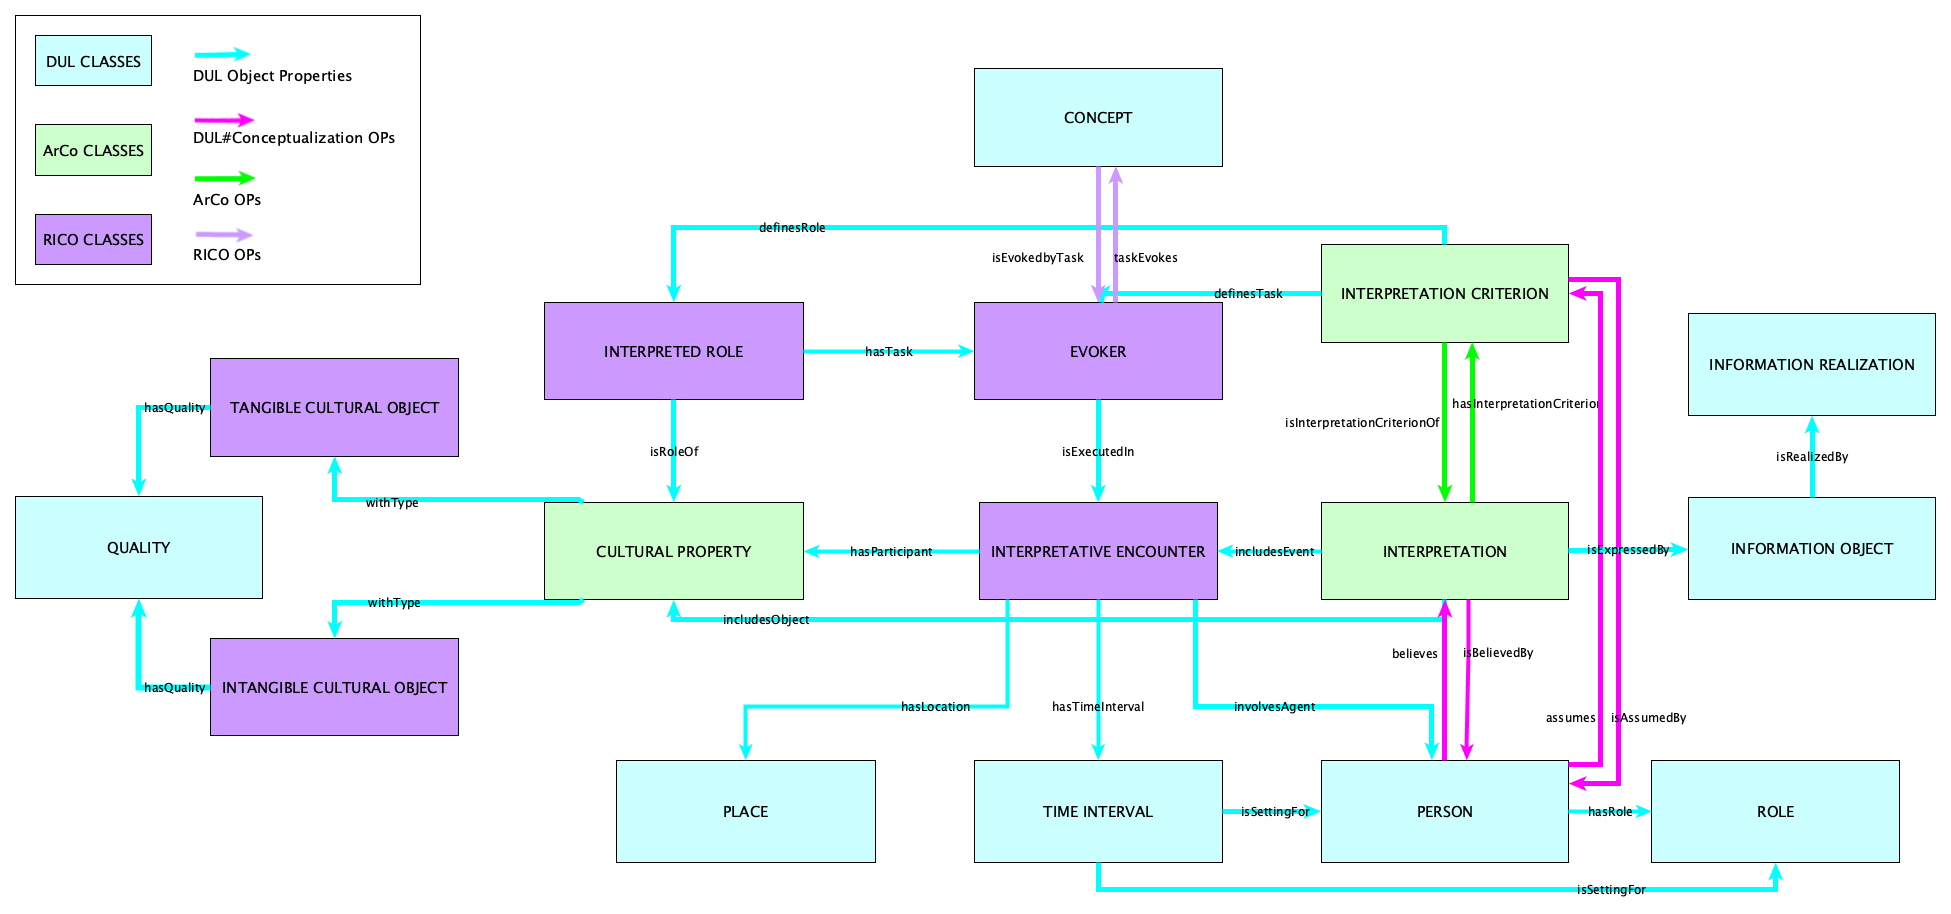 DUL CLASSES
DUL Object Properties
DUL#Conceptualization OPs
ArCo CLASSES
ArCo OPs
RICO CLASSES
RICO OPs
CONCEPT
definesRole
isEvokedbyTask
taskEvokes
definesTask
INTERPRETATION CRITERION
INTERPRETED ROLE
hasTask
EVOKER
INFORMATION REALIZATION
hasQuality
TANGIBLE CULTURAL OBJECT
hasInterpretationCriterion
isInterpretationCriterionOf
isRoleOf
isExecutedIn
isRealizedBy
withType
QUALITY
CULTURAL PROPERTY
hasParticipant
INTERPRETATIVE ENCOUNTER
includesEvent
INTERPRETATION
isExpressedBy
INFORMATION OBJECT
withType
includesObject
believes
isBelievedBy
hasQuality
INTANGIBLE CULTURAL OBJECT
hasLocation
hasTimeInterval
involvesAgent
assumes
isAssumedBy
PLACE
TIME INTERVAL
isSettingFor
PERSON
hasRole
ROLE
isSettingFor